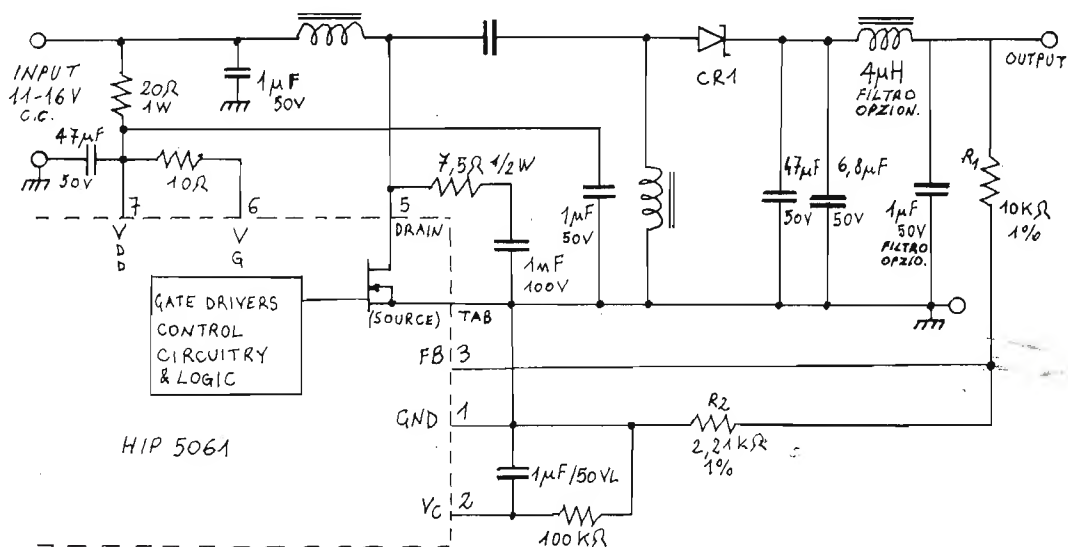 INPUT
11-16V
C.C.
20Ω
1W
1µF
50V
47µF
50V
10Ω
7
6
5
VDD
VG
DRAIN
7,5Ω 1/2W
1nF
100V
1µF
50V
CR1
47µF
50V
6,8µF
50V
4µH
FILTRO
OPZION.
OUTPUT
1µF
50V
FILTRO
OPZIO.
R1
10KΩ
1%
GATE DRIVERS
CONTROL
CIRCUITRY
& LOGIC
(SOURCE)
TAB
FB 3
GND 1
VC 2
HIP 5061
1µF/50VL
100KΩ
R2
2,21KΩ
1%